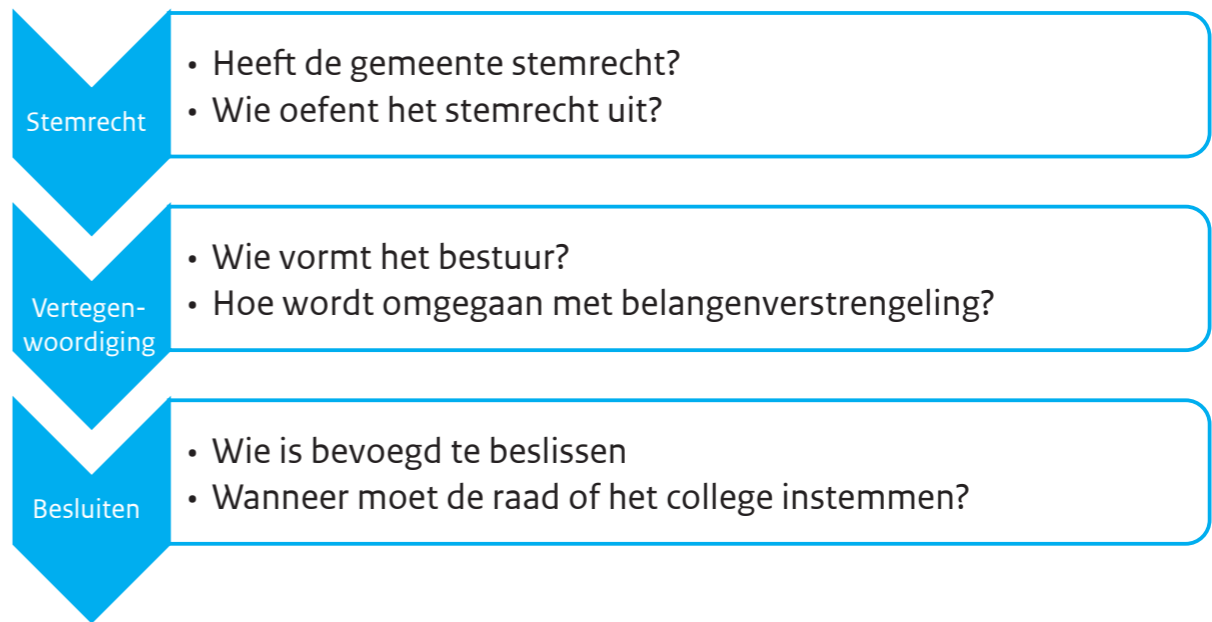 Stemrecht
• Heeft de gemeente stemrecht?
• Wie oefent het stemrecht uit?
Vertegen-
woordiging
• Wie vormt het bestuur?
• Hoe wordt omgegaan met belangenverstrengeling?
Besluiten
• Wie is bevoegd te beslissen
• Wanneer moet de raad of het college instemmen?